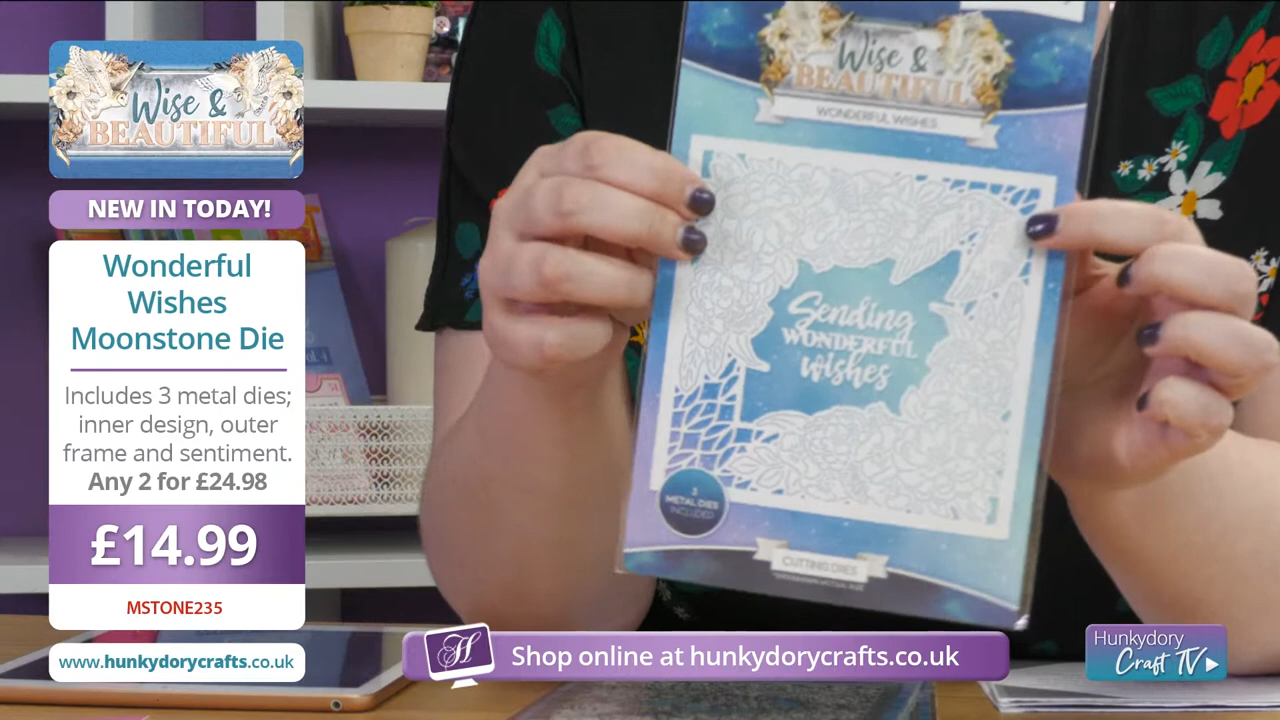 Wise &
BEAUTIFUL
NEW IN TODAY!
Wonderful
Wishes
Moonstone Die
Includes 3 metal dies;
inner design, outer
frame and sentiment.
Any 2 for £24.98
£14.99
MSTONE235
www.hunkydorycrafts.co.uk
Wise &
BEAUTIFUL
WONDERFUL WISHES
Sending
WONDERFUL
wishes
3
METAL DIES
INCLUDED
CUTTING DIES
H
Shop online at hunkydorycrafts.co.uk
Hunkydory
Craft TV